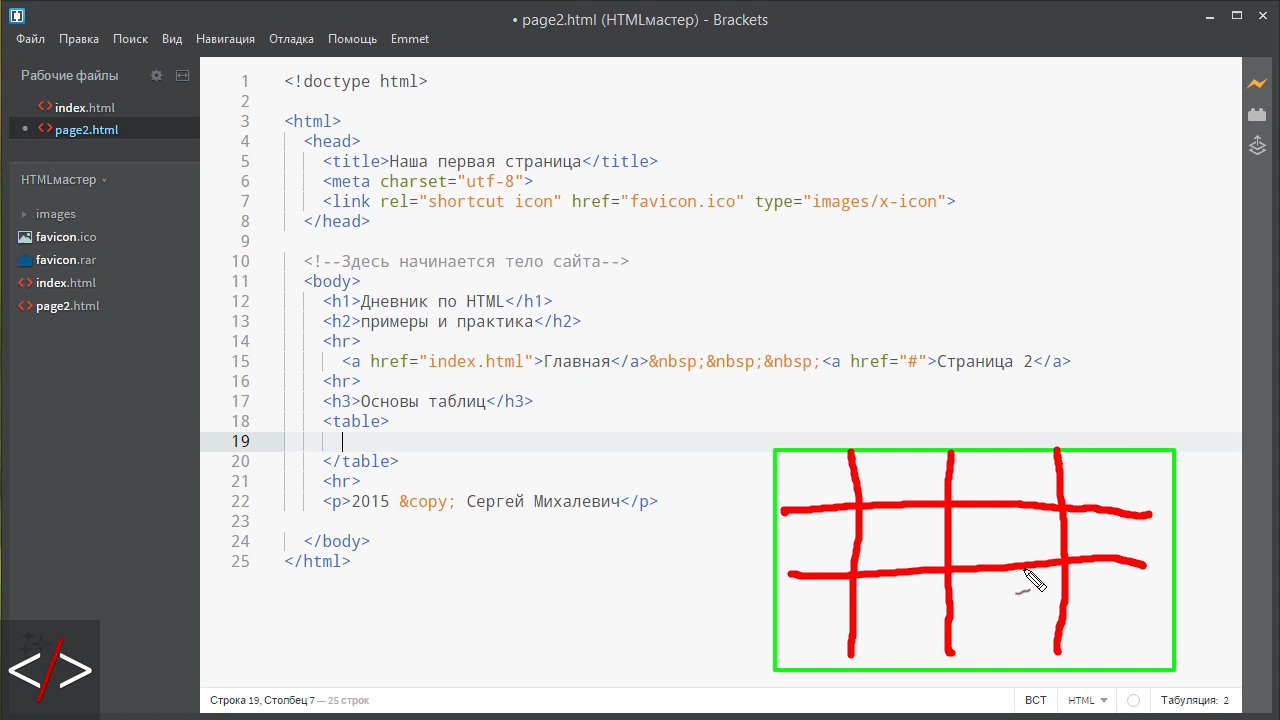 • page2.html (HTMLмастер) - Brackets
Файл Правка Поиск Вид Навигация Отладка Помощь Emmet
Рабочие файлы
index.html
• page2.html
HTMLмастер
images
favicon.ico
favicon.rar
index.html
page2.html
1 <!doctype html>
2
3 <html>
4 <head>
5 <title>Наша первая страница</title>
6 <meta charset="utf-8">
7 <link rel="shortcut icon" href="favicon.ico" type="images/x-icon">
8 </head>
9
10 <!--Здесь начинается тело сайта-->
11 <body>
12 <h1>Дневник по HTML</h1>
13 <h2>примеры и практика</h2>
14 <hr>
15 <a href="index.html">Главная</a>&nbsp;&nbsp;&nbsp;<a href="#">Страница 2</a>
16 <hr>
17 <h3>Основы таблиц</h3>
18 <table>
19
20 </table>
21 <hr>
22 <p>2015 &copy; Сергей Михалевич</p>
23
24 </body>
25 </html>
</>
Строка 19, Столбец 7 — 25 строк ВСТ HTML Табуляция: 2